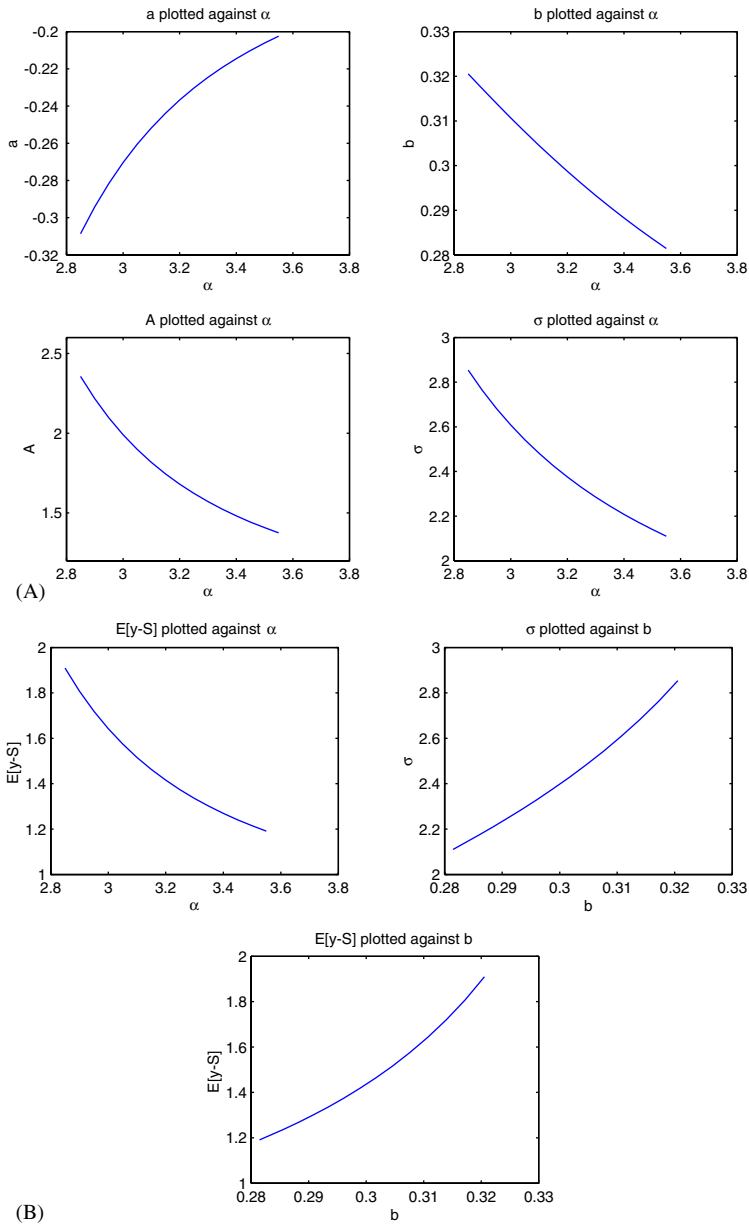 a plotted against α
-0.2
-0.22
-0.24
-0.26
-0.28
-0.3
-0.32
a
2.8 3 3.2 3.4 3.6 3.8
α
b plotted against α
0.33
0.32
0.31
0.3
0.29
0.28
b
2.8 3 3.2 3.4 3.6 3.8
α
A plotted against α
2.5
2
1.5
A
2.8 3 3.2 3.4 3.6 3.8
α
σ plotted against α
3
2.8
2.6
2.4
2.2
2
σ
2.8 3 3.2 3.4 3.6 3.8
α
(A)
E[y-S] plotted against α
2
1.8
1.6
1.4
1.2
1
E[y-S]
2.8 3 3.2 3.4 3.6 3.8
α
σ plotted against b
3
2.8
2.6
2.4
2.2
2
σ
0.28 0.29 0.3 0.31 0.32 0.33
b
E[y-S] plotted against b
2
1.8
1.6
1.4
1.2
1
E[y-S]
0.28 0.29 0.3 0.31 0.32 0.33
b
(B)